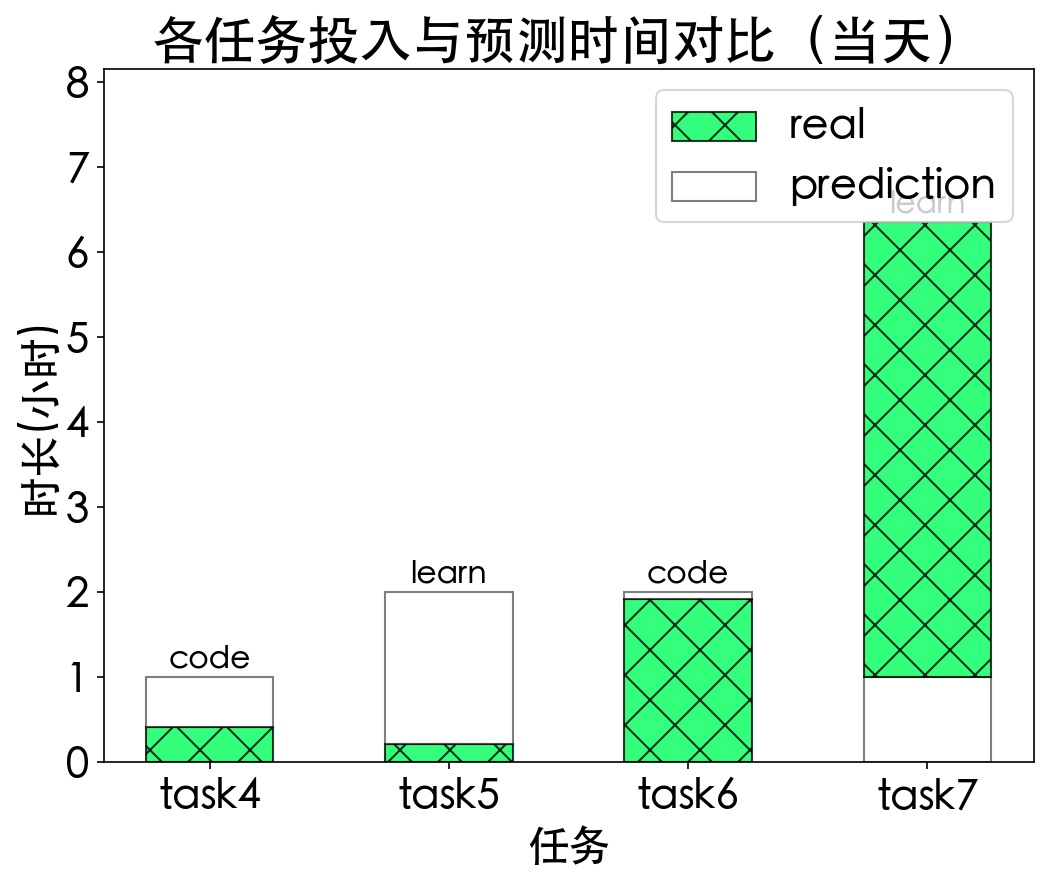 各任务投入与预测时间对比（当天）
real
prediction
learn
8
7
6
5
4
3
2
1
0
时长(小时)
code
learn
code
task4
task5
task6
task7
任务